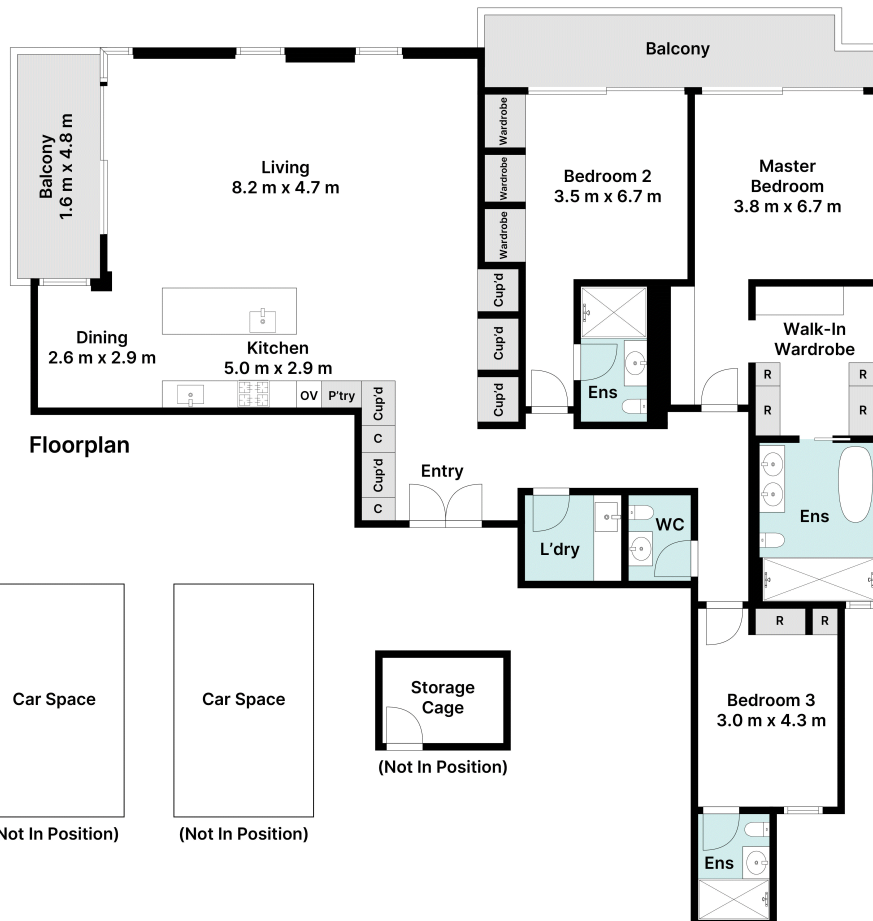 Balcony
Balcony
1.6 m x 4.8 m
Living
8.2 m x 4.7 m
Wardrobe
Wardrobe
Wardrobe
Bedroom 2
3.5 m x 6.7 m
Master
Bedroom
3.8 m x 6.7 m
Cup'd
Cup'd
Cup'd
Dining
2.6 m x 2.9 m
Kitchen
5.0 m x 2.9 m
OV
P'try
Cup'd
C
Cup'd
C
Ens
Walk-In
Wardrobe
R
R
R
R
Floorplan
Entry
L'dry
WC
Ens
R
R
Bedroom 3
3.0 m x 4.3 m
Ens
Car Space
Car Space
Storage
Cage
(Not In Position)
Not In Position)
(Not In Position)